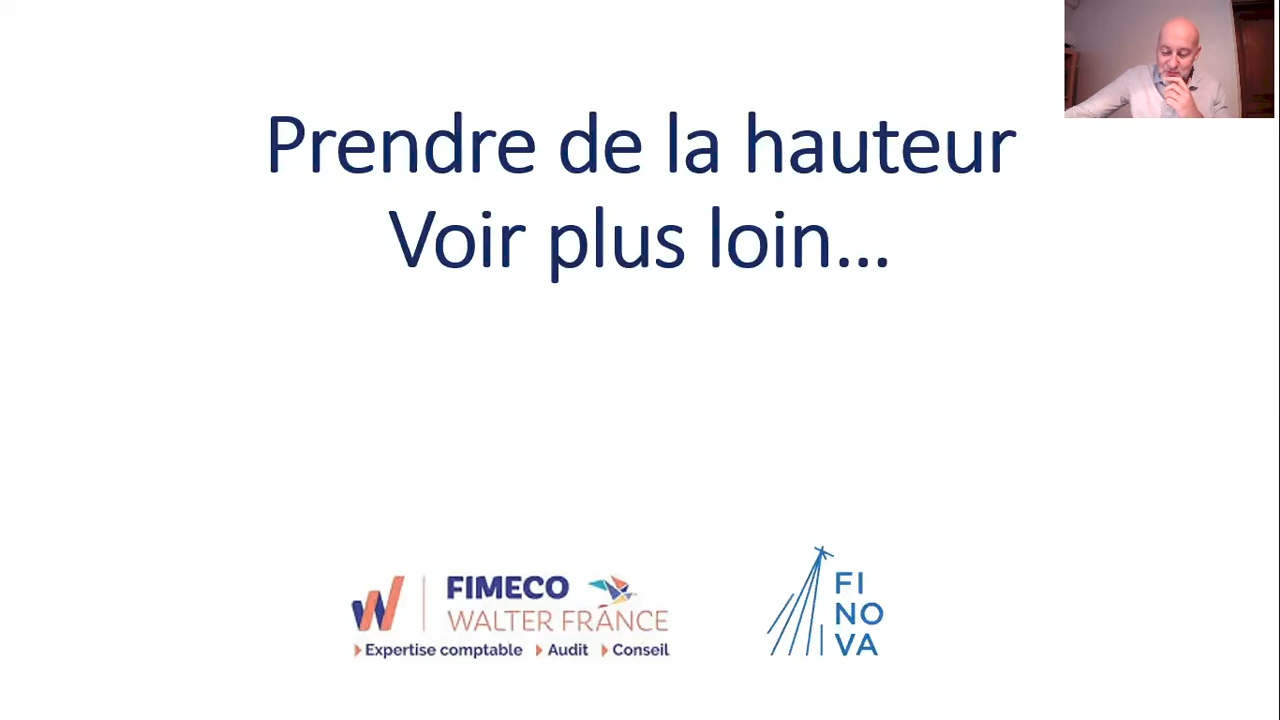 Prendre de la hauteur
Voir plus loin...
FIMECO
WALTER FRANCE
Expertise comptable Audit Conseil
FI
NO
VA